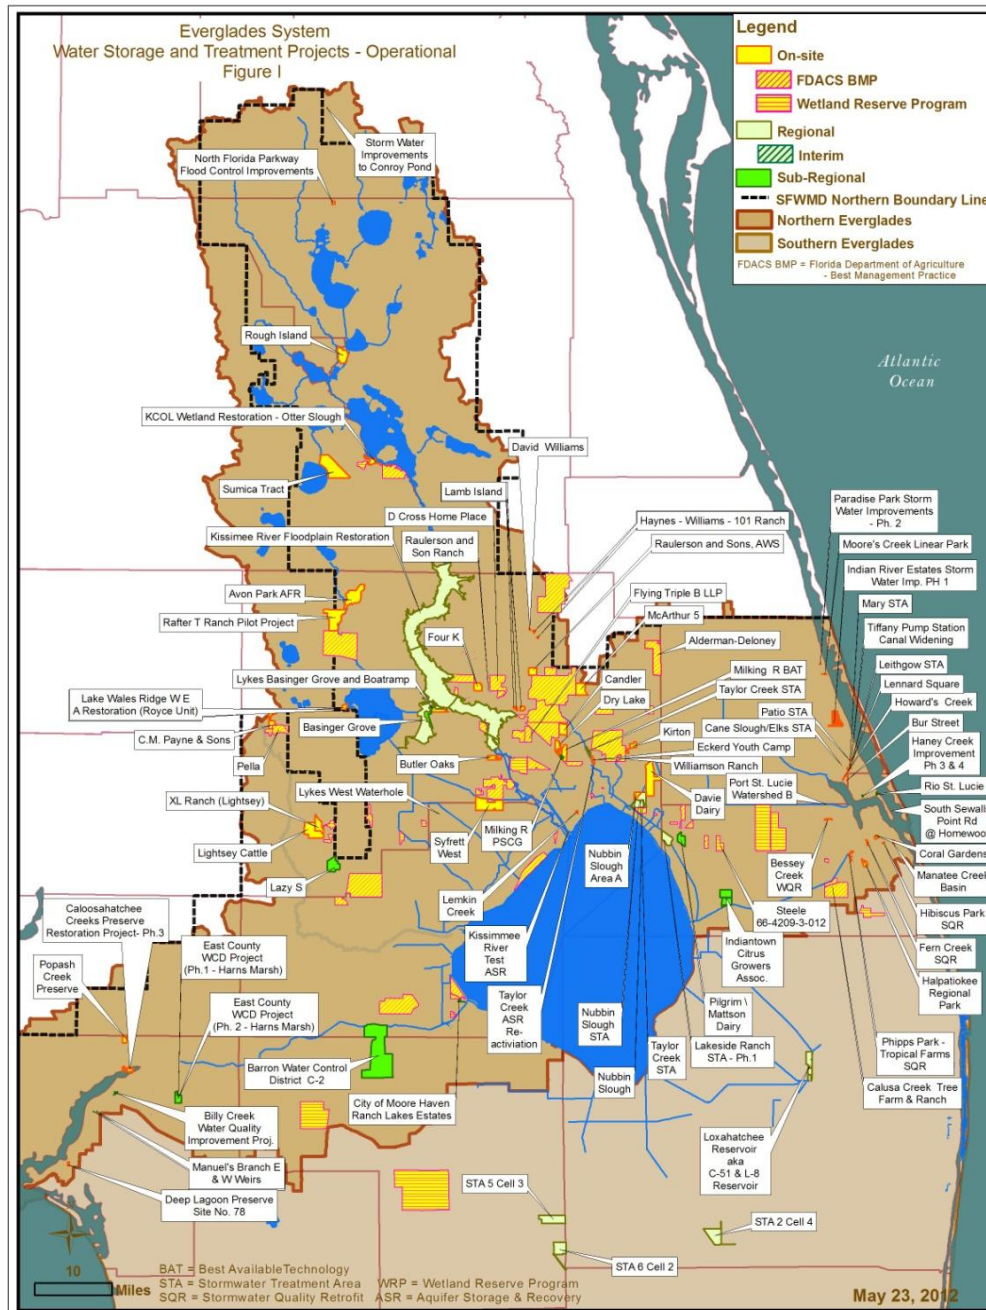 Everglades System
Water Storage and Treatment Projects - Operational
Figure I
Legend
On-site
FDACS BMP
Wetland Reserve Program
Regional
Interim
Sub-Regional
SFWMD Northern Boundary Line
Northern Everglades
Southern Everglades
FDACS BMP = Florida Department of Agriculture
- Best Management Practice
North Florida Parkway
Flood Control Improvements
Storm Water
Improvements
to Conroy Pond
Atlantic
Ocean
Rough Island
KCOL Wetland Restoration - Otter Slough
Sumica Tract
David Williams
Lamb Island
D Cross Home Place
Kissimee River Floodplain Restoration
Raulerson and
Son Ranch
Haynes - Williams - 101 Ranch
Raulerson and Sons, AWS
Paradise Park Storm
Water Improvements
- Ph. 2
Moore's Creek Linear Park
Indian River Estates Storm
Water Imp. PH 1
Mary STA
Tiffany Pump Station
Canal Widening
Leithgow STA
Lennard Square
Howard's Creek
Bur Street
Haney Creek
Improvement
Ph 3 & 4
Rio St. Lucie
South Sewalls
Point Rd
@ Homewoo
Coral Gardens
Manatee Creek
Basin
Hibiscus Park
SQR
Fern Creek
SQR
Halpatiokee
Regional
Park
Phipps Park -
Tropical Farms
SQR
Calusa Creek Tree
Farm & Ranch
Avon Park AFR
Rafter T Ranch Pilot Project
Four K
Flying Triple B LLP
McArthur 5
Alderman-Deloney
Candler
Dry Lake
Milking R BAT
Taylor Creek STA
Patio STA
Cane Slough/Elks STA
Kirton
Eckerd Youth Camp
Williamson Ranch
Port St. Lucie
Watershed B
Davie
Dairy
Lykes Basinger Grove and Boatramp
Lake Wales Ridge W E
A Restoration (Royce Unit)
Basinger Grove
C.M. Payne & Sons
Pella
Butler Oaks
XL Ranch (Lightsey)
Lykes West Waterhole
Lightsey Cattle
Lazy S
Syfrett
West
Milking R
PSCG
Nubbin
Slough
Area A
Bessey
Creek
WQR
Lemkin
Creek
Steele
66-4209-3-012
Kissimmee
River
Test
ASR
Indiantown
Citrus
Growers
Assoc.
Caloosahatchee
Creeks Preserve
Restoration Project- Ph.3
East County
WCD Project
(Ph.1 - Harns Marsh)
Popash
Creek
Preserve
East County
WCD Project
(Ph. 2 - Harns Marsh)
Taylor
Creek
ASR
Re-
activiation
Nubbin
Slough
STA
Pilgrim \
Mattson
Dairy
Taylor
Creek
STA
Lakeside Ranch
STA - Ph.1
Nubbin
Slough
Barron Water Control
District C-2
City of Moore Haven
Ranch Lakes Estates
Billy Creek
Water Quality
Improvement Proj.
Manuel's Branch E
& W Weirs
Deep Lagoon Preserve
Site No. 78
Loxahatchee
Reservoir
aka
C-51 & L-8
Reservoir
STA 5 Cell 3
STA 2 Cell 4
STA 6 Cell 2
10
Miles
BAT = Best AvailableTechnology
STA = Stormwater Treatment Area WRP = Wetland Reserve Program
SQR = Stormwater Quality Retrofit ASR = Aquifer Storage & Recovery
May 23, 2012